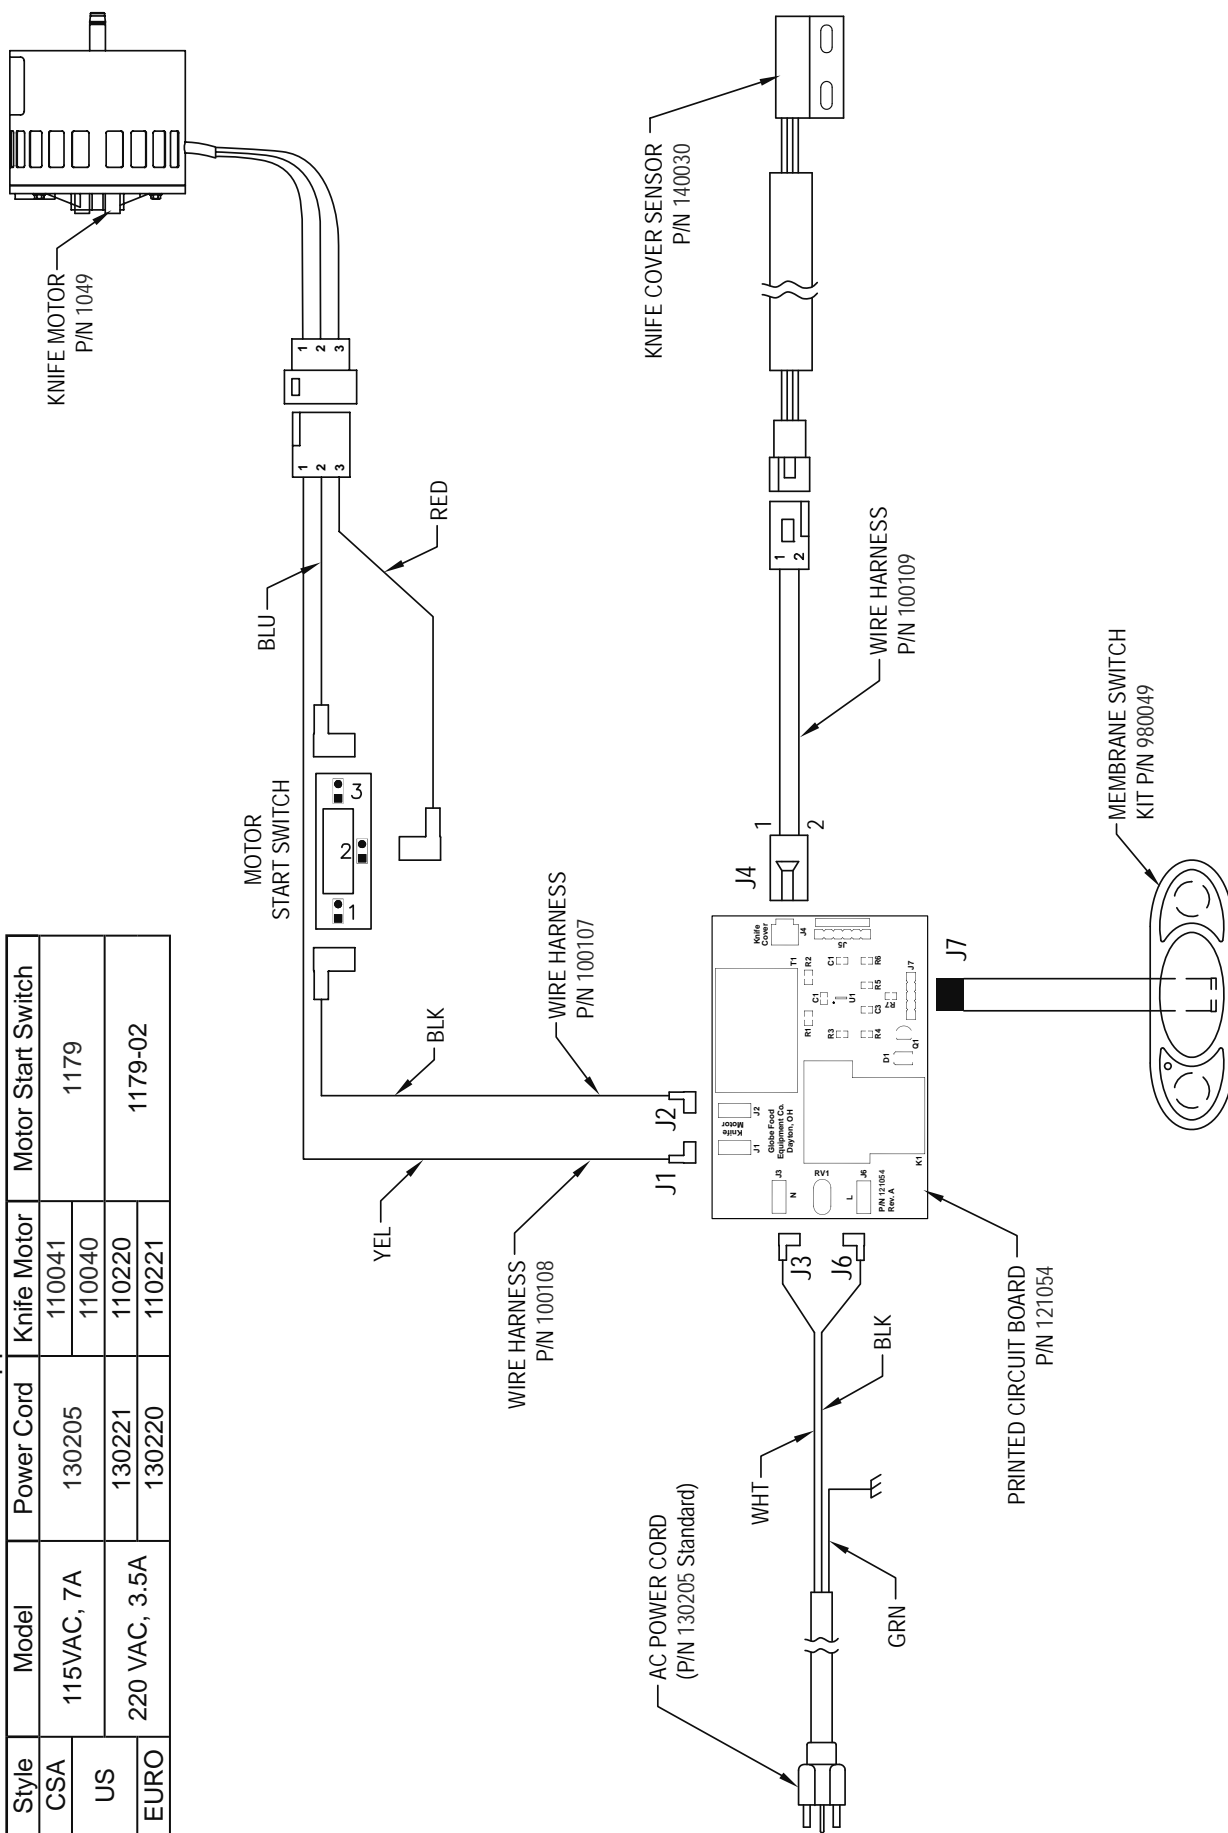 Style Model Power Cord Knife Motor Motor Start Switch
CSA 115VAC, 7A 130205 110041 1179
US 110040
220 VAC, 3.5A 130221 110220 1179-02
EURO 130220 110221
KNIFE MOTOR
P/N 1049
1
2
3
1
2
3
BLU
RED
MOTOR
START SWITCH
1
2
3
BLK
WIRE HARNESS
P/N 100107
YEL
WIRE HARNESS
P/N 100108
J1
J2
KNIFE COVER SENSOR
P/N 140030
1
2
WIRE HARNESS
P/N 100109
1
2
J4
MEMBRANE SWITCH
KIT P/N 980049
J7
Knife
Cover
J4
J5
T1
R2
C1
R6
C1
U1
R5
R7
J7
R1
C3
R3
R4
Q1
D1
J2
Knife
Motor
J1
Globe Food
Equipment Co.
Dayton, OH
K1
J3
N
RV1
L
J6
P/N 121054
Rev. A
J3
J6
PRINTED CIRCUIT BOARD
P/N 121054
AC POWER CORD
(P/N 130205 Standard)
WHT
BLK
GRN